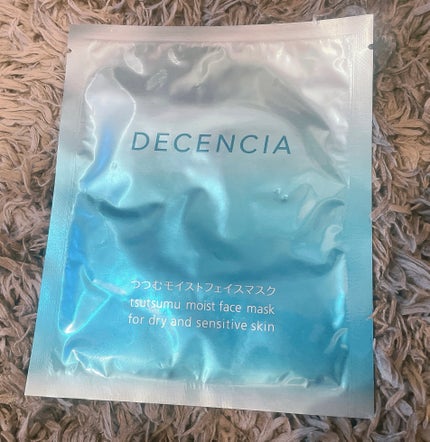 DECENCIA
つつむモイストフェイスマスク
tsutsumu moist face mask
for dry and sensitive skin